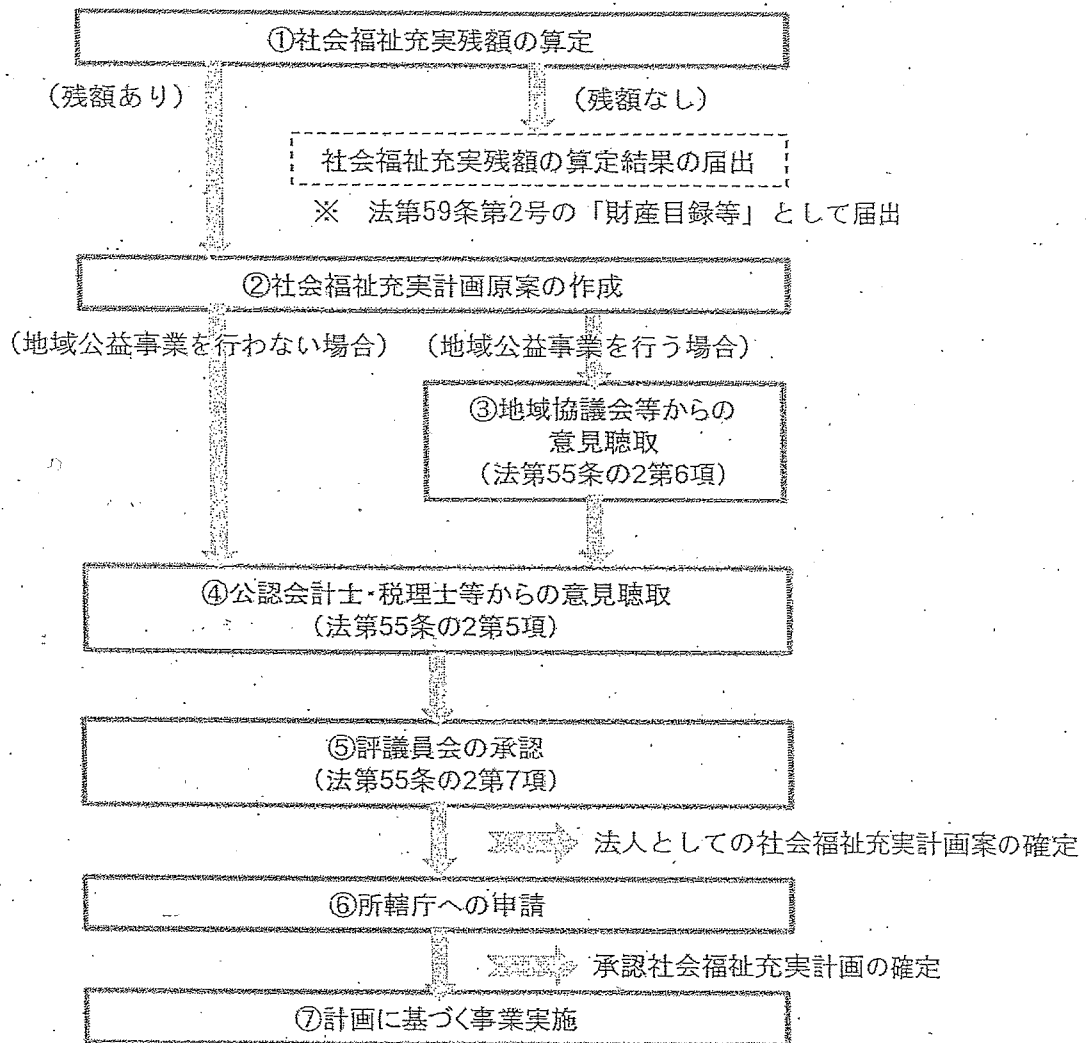 ①社会福祉充実残額の算定
(残額あり)
(残額なし)
社会福祉充実残額の算定結果の届出
※ 法第59条第2号の「財産目録等」として届出
②社会福祉充実計画原案の作成
(地域公益事業を行わない場合) (地域公益事業を行う場合)
③地域協議会等からの
意見聴取
(法第55条の2第6項)
④公認会計士・税理士等からの意見聴取
(法第55条の2第5項)
⑤評議員会の承認
(法第55条の2第7項)
法人としての社会福祉充実計画案の確定
⑥所轄庁への申請
承認社会福祉充実計画の確定
⑦計画に基づく事業実施